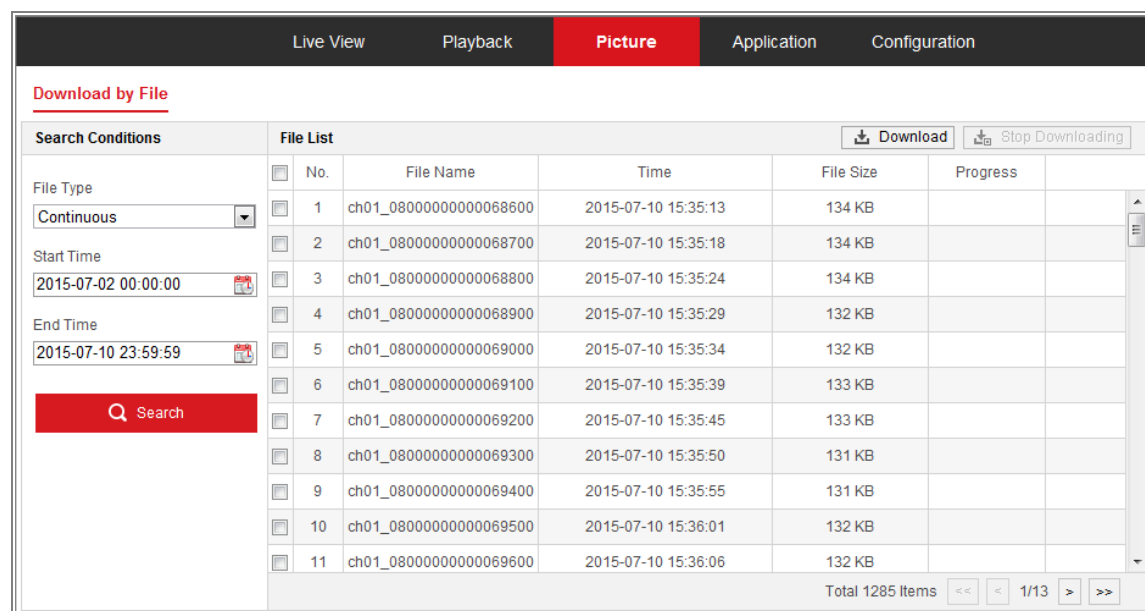 Live View Playback Picture Application Configuration
Download by File
Search Conditions
File List
Download
Stop Downloading
File Type
Continuous
Start Time
2015-07-02 00:00:00
End Time
2015-07-10 23:59:59
Search
No. File Name Time File Size Progress
1 ch01_08000000000068600 2015-07-10 15:35:13 134 KB
2 ch01_08000000000068700 2015-07-10 15:35:18 134 KB
3 ch01_08000000000068800 2015-07-10 15:35:24 134 KB
4 ch01_08000000000068900 2015-07-10 15:35:29 132 KB
5 ch01_08000000000069000 2015-07-10 15:35:34 132 KB
6 ch01_08000000000069100 2015-07-10 15:35:39 133 KB
7 ch01_08000000000069200 2015-07-10 15:35:45 133 KB
8 ch01_08000000000069300 2015-07-10 15:35:50 131 KB
9 ch01_08000000000069400 2015-07-10 15:35:55 131 KB
10 ch01_08000000000069500 2015-07-10 15:36:01 132 KB
11 ch01_08000000000069600 2015-07-10 15:36:06 132 KB
Total 1285 Items << < 1/13 > >>